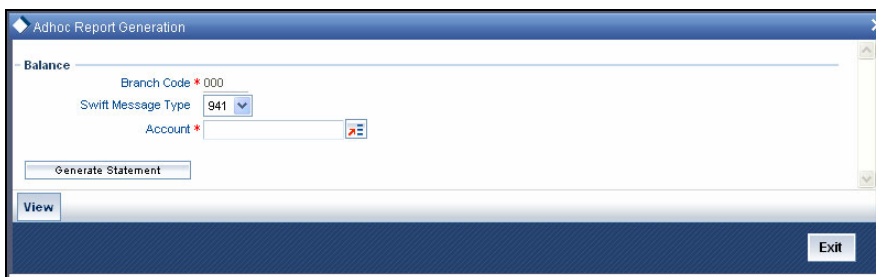 Adhoc Report Generation
Balance
Branch Code * 000
Swift Message Type 941
Account *
Generate Statement
View
Exit